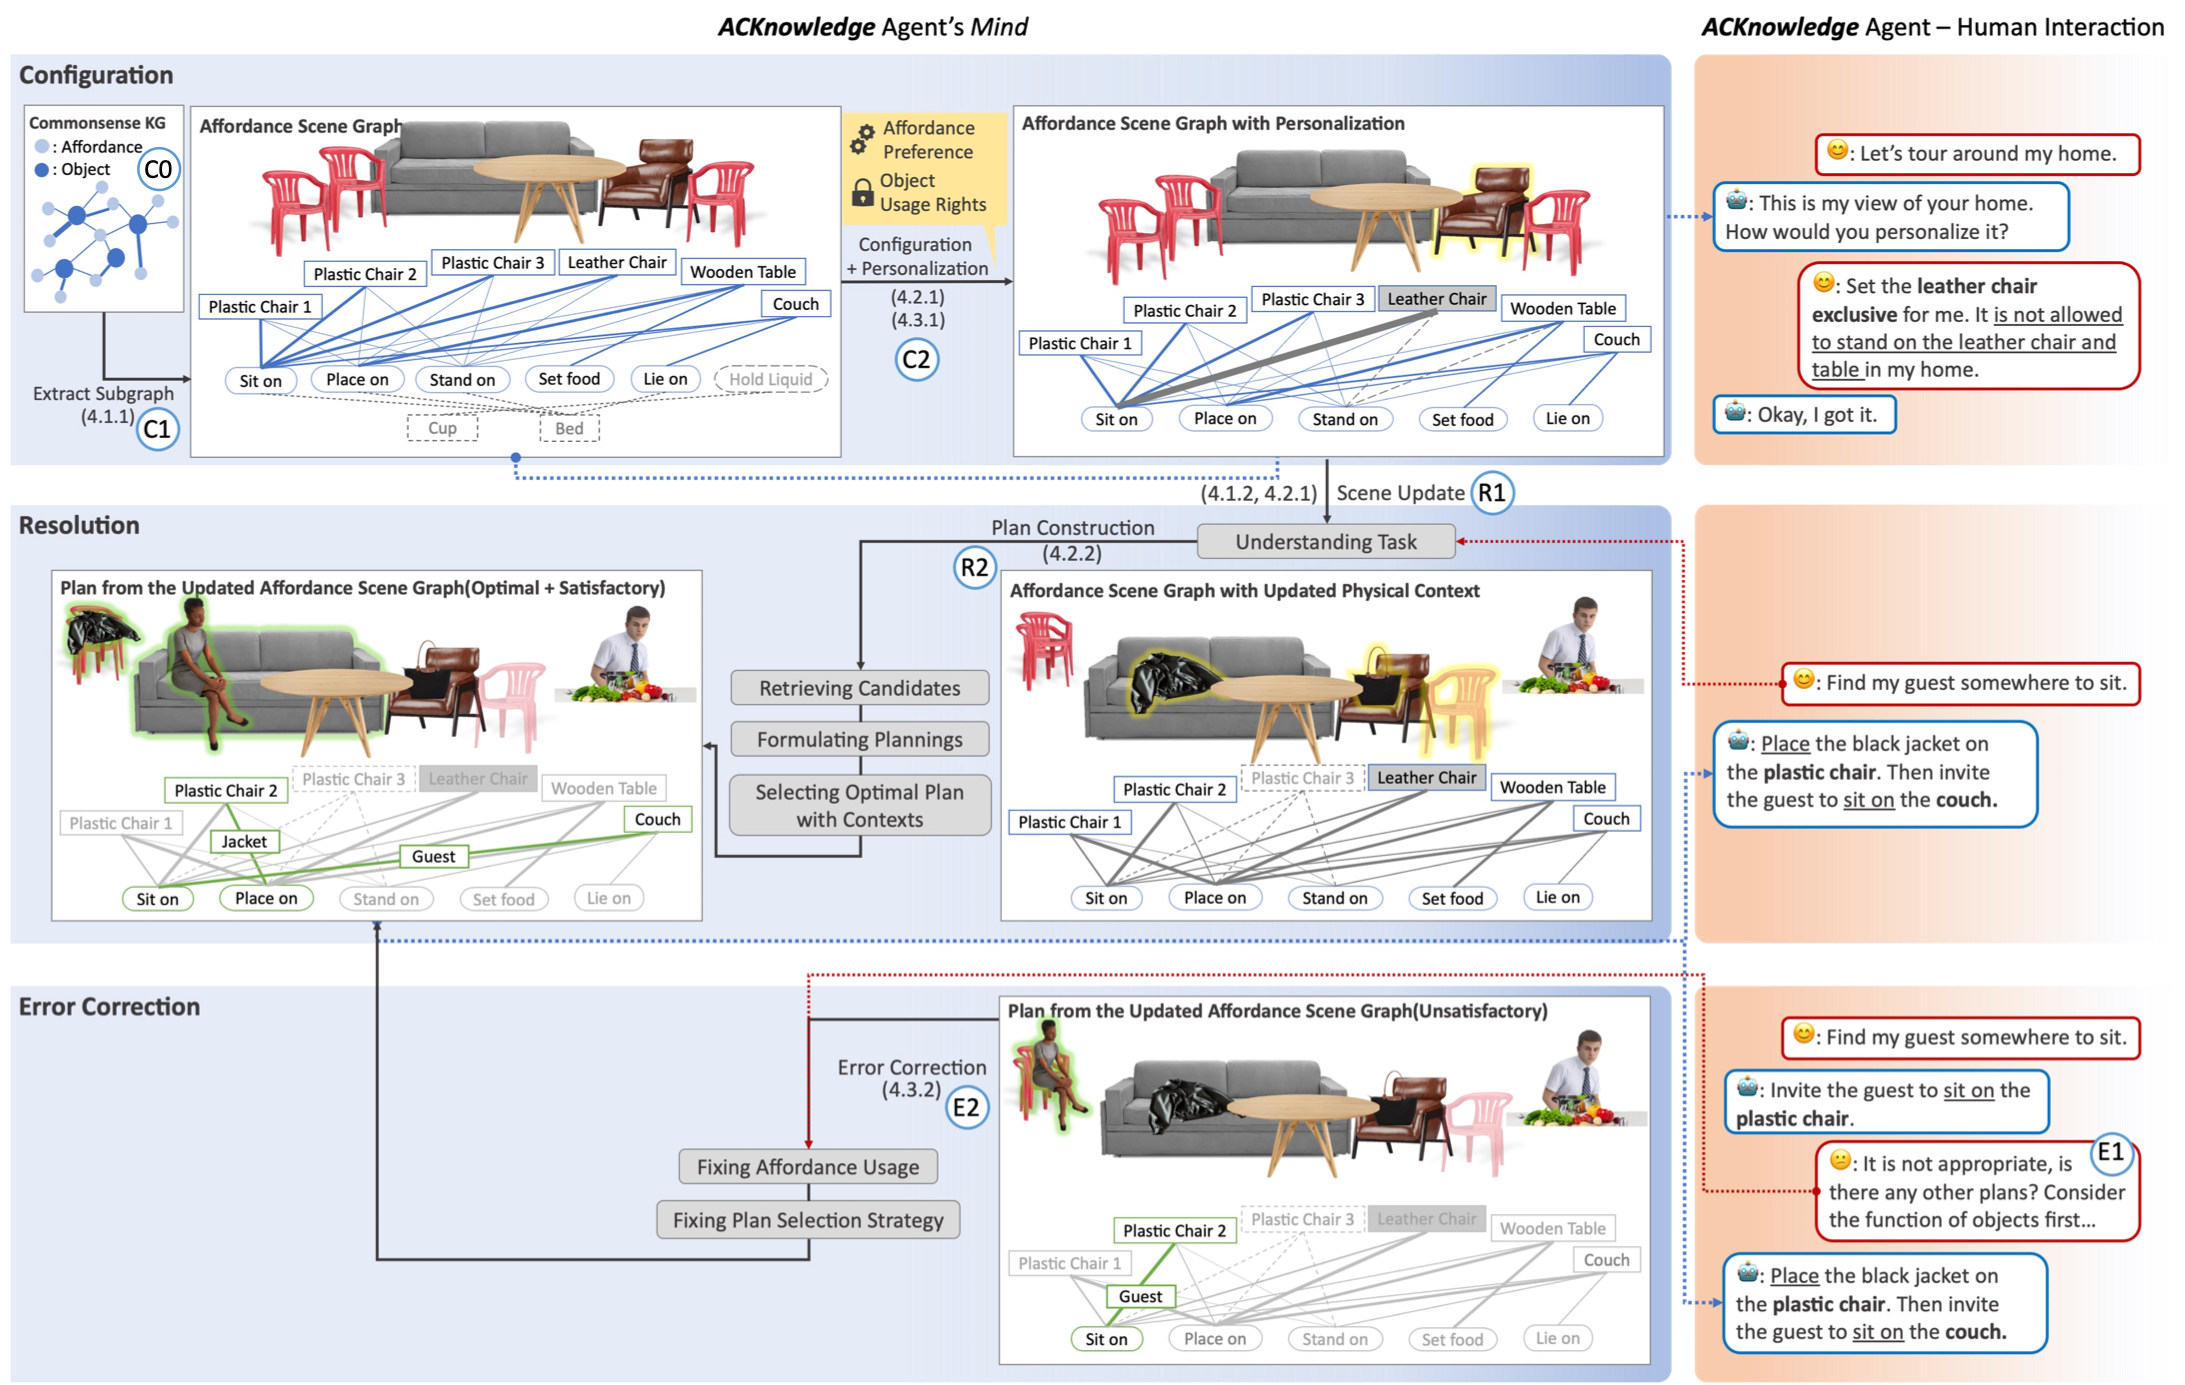 ACKnowledge Agent's Mind
ACKnowledge Agent – Human Interaction
Configuration
Commonsense KG
: Affordance
: Object
C0
Extract Subgraph
(4.1.1)
C1
Affordance Scene Graph
Plastic Chair 1
Plastic Chair 2
Plastic Chair 3
Leather Chair
Wooden Table
Couch
Sit on
Place on
Stand on
Set food
Lie on
Hold Liquid
Cup
Bed
Affordance
Preference
Object
Usage Rights
Configuration
+ Personalization
(4.2.1)
(4.3.1)
C2
Affordance Scene Graph with Personalization
Plastic Chair 1
Plastic Chair 2
Plastic Chair 3
Leather Chair
Wooden Table
Couch
Sit on
Place on
Stand on
Set food
Lie on
: Let's tour around my home.
: This is my view of your home.
How would you personalize it?
: Set the leather chair
exclusive for me. It is not allowed
to stand on the leather chair and
table in my home.
: Okay, I got it.
(4.1.2, 4.2.1)
Scene Update
R1
Resolution
Understanding Task
Plan Construction
(4.2.2)
R2
Plan from the Updated Affordance Scene Graph(Optimal + Satisfactory)
Plastic Chair 1
Plastic Chair 2
Plastic Chair 3
Leather Chair
Wooden Table
Couch
Jacket
Guest
Sit on
Place on
Stand on
Set food
Lie on
Retrieving Candidates
Formulating Plannings
Selecting Optimal Plan
with Contexts
Affordance Scene Graph with Updated Physical Context
Plastic Chair 1
Plastic Chair 2
Plastic Chair 3
Leather Chair
Wooden Table
Couch
Sit on
Place on
Stand on
Set food
Lie on
: Find my guest somewhere to sit.
: Place the black jacket on
the plastic chair. Then invite
the guest to sit on the couch.
Error Correction
Error Correction
(4.3.2)
E2
Fixing Affordance Usage
Fixing Plan Selection Strategy
Plan from the Updated Affordance Scene Graph(Unsatisfactory)
Plastic Chair 1
Plastic Chair 2
Plastic Chair 3
Leather Chair
Wooden Table
Couch
Guest
Sit on
Place on
Stand on
Set food
Lie on
: Find my guest somewhere to sit.
: Invite the guest to sit on the
plastic chair.
E1
: It is not appropriate, is
there any other plans? Consider
the function of objects first...
: Place the black jacket on
the plastic chair. Then invite
the guest to sit on the couch.